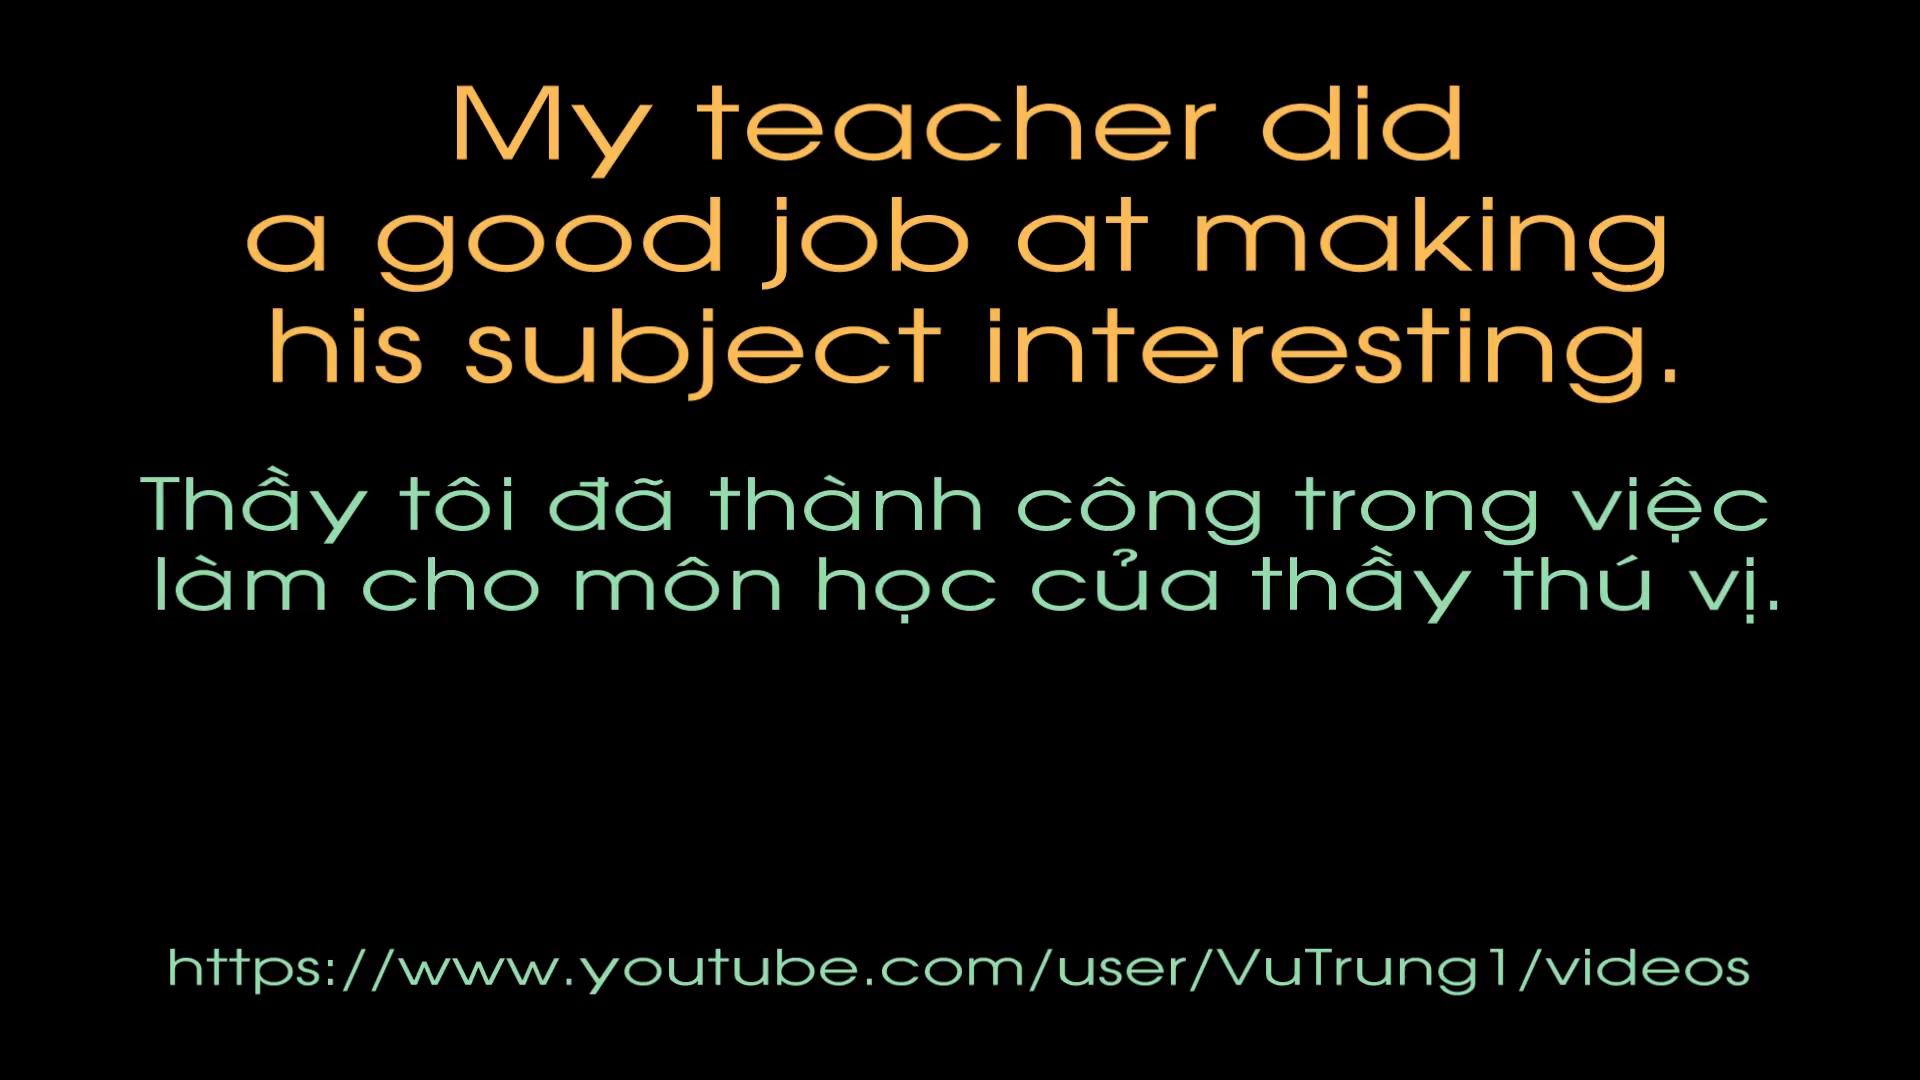 My teacher did
a good job at making
his subject interesting.
Thầy tôi đã thành công trong việc
làm cho môn học của thầy thú vị.
https://www.youtube.com/user/VuTrung1/videos